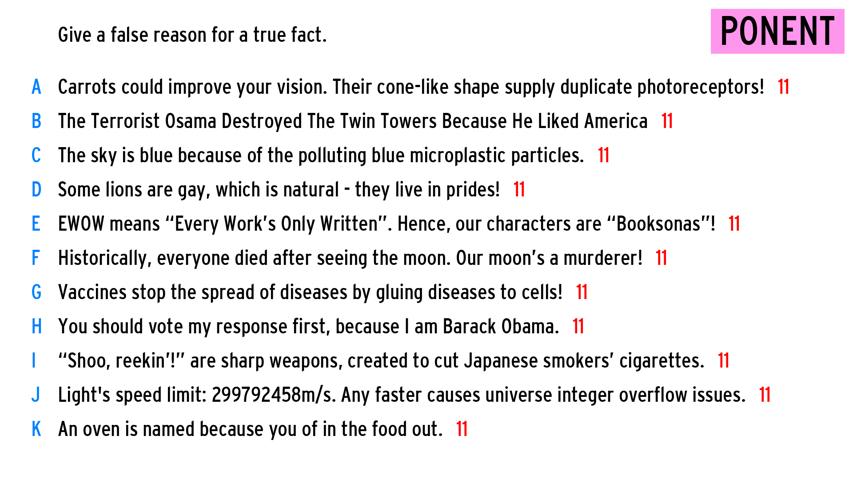 Give a false reason for a true fact.
PONENT
A Carrots could improve your vision. Their cone-like shape supply duplicate photoreceptors! 11
B The Terrorist Osama Destroyed The Twin Towers Because He Liked America 11
C The sky is blue because of the polluting blue microplastic particles. 11
D Some lions are gay, which is natural - they live in prides! 11
E EWOW means “Every Work’s Only Written”. Hence, our characters are “Booksonas”! 11
F Historically, everyone died after seeing the moon. Our moon’s a murderer! 11
G Vaccines stop the spread of diseases by gluing diseases to cells! 11
H You should vote my response first, because I am Barack Obama. 11
I “Shoo, reekin’!” are sharp weapons, created to cut Japanese smokers’ cigarettes. 11
J Light's speed limit: 299792458m/s. Any faster causes universe integer overflow issues. 11
K An oven is named because you of in the food out. 11